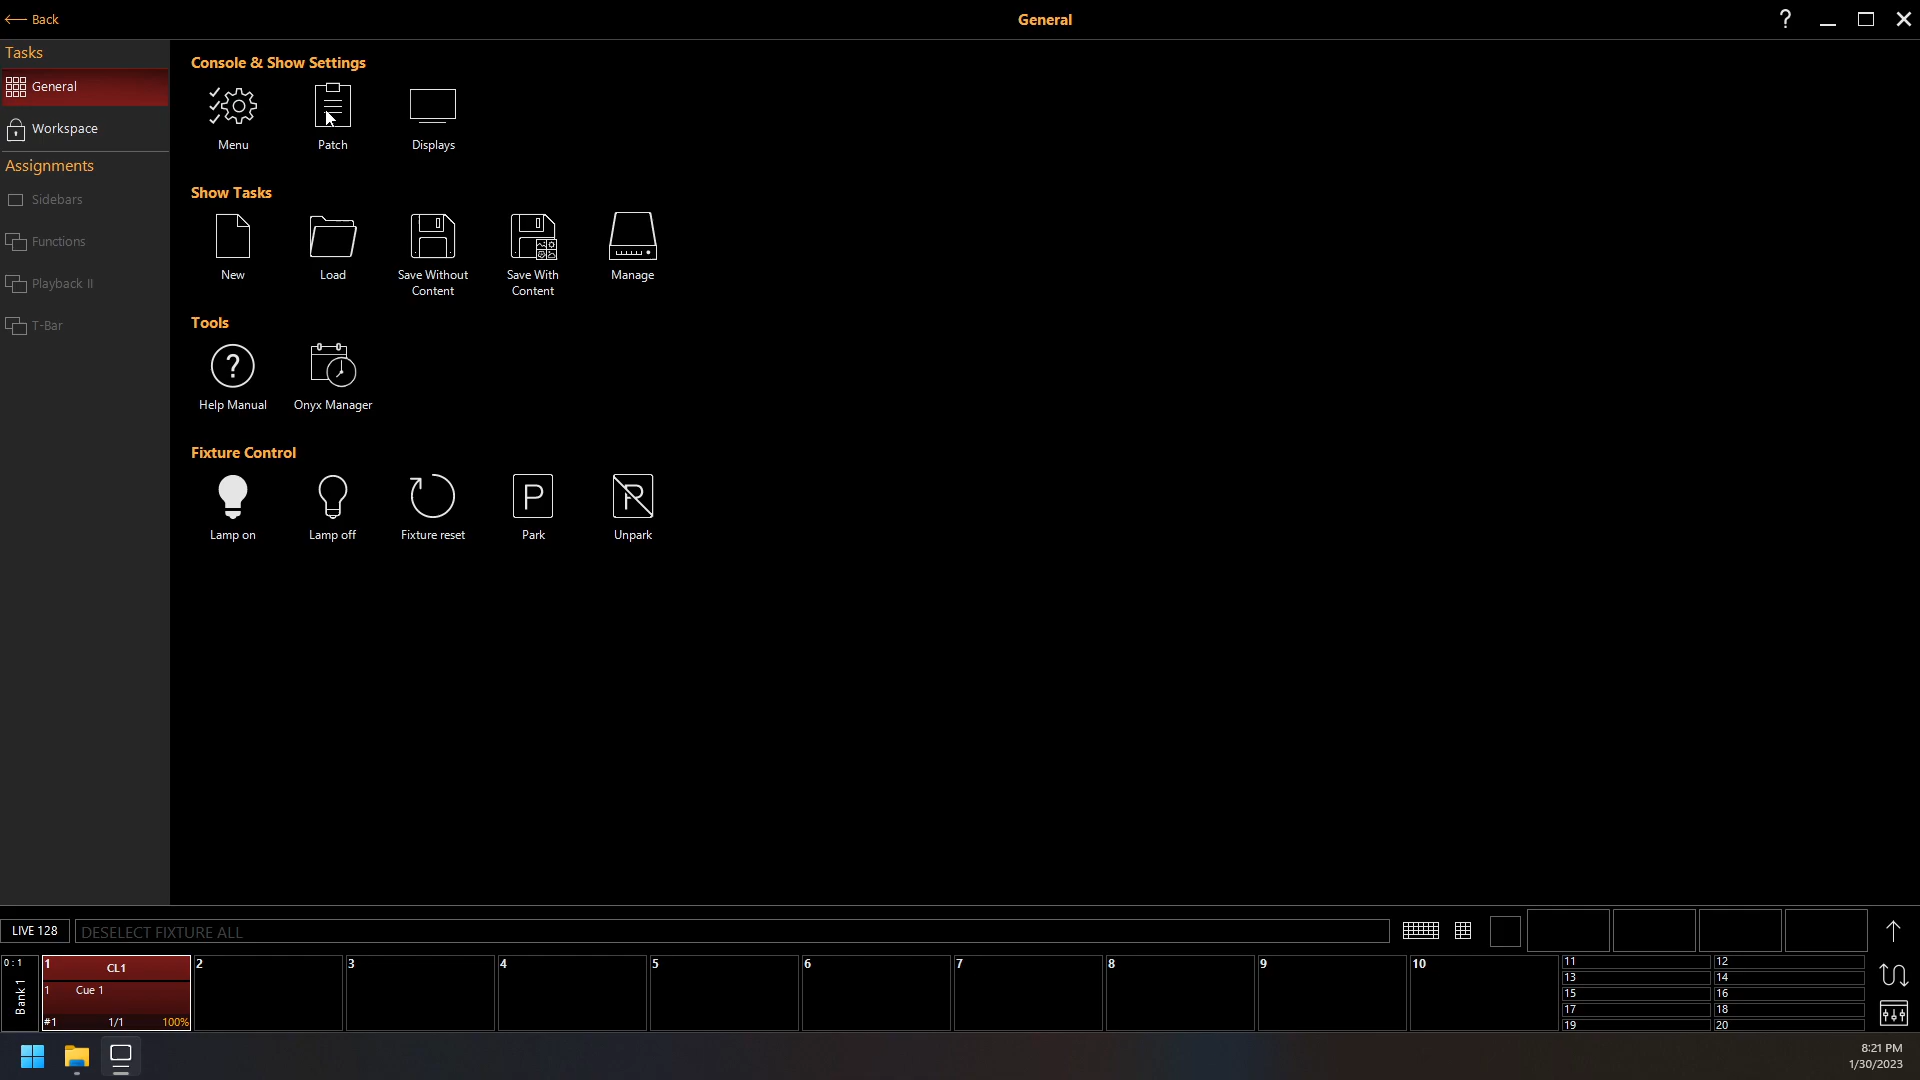 Back
General
?
Tasks
General
Workspace
Assignments
Sidebars
Functions
Playback II
T-Bar
Console & Show Settings
Menu
Patch
Displays
Show Tasks
New
Load
Save Without
Content
Save With
Content
Manage
Tools
?
Help Manual
Onyx Manager
Fixture Control
P
R
Lamp on
Lamp off
Fixture reset
Park
Unpark
LIVE 128
DESELECT FIXTURE ALL
0 : 1
Bank 1
1 CL1
1 Cue 1
#1 1/1 100%
2
3
4
5
6
7
8
9
10
11 12
13 14
15 16
17 18
19 20
8:21 PM
1/30/2023